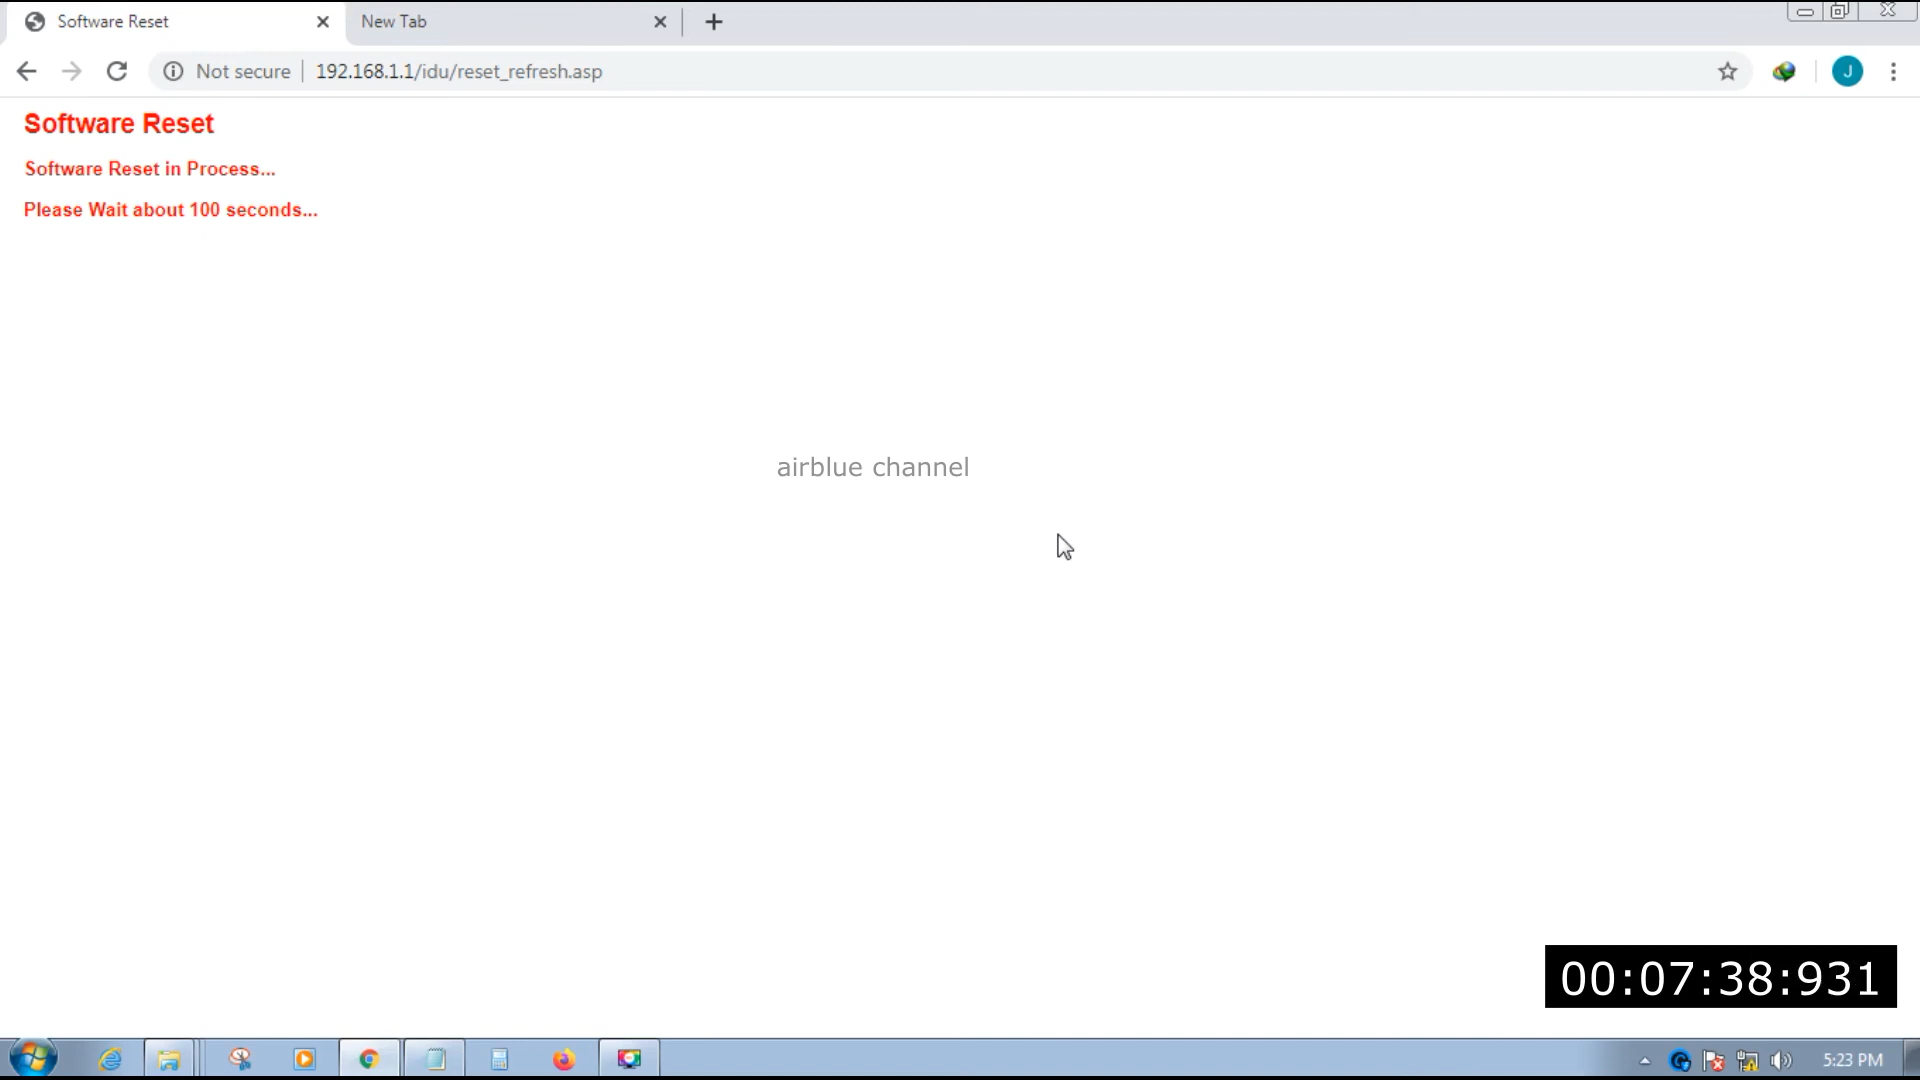 Software Reset
New Tab
Not secure
192.168.1.1/idu/reset_refresh.asp
J
Software Reset
Software Reset in Process...
Please Wait about 100 seconds...
airblue channel
00:07:38:931
5:23 PM